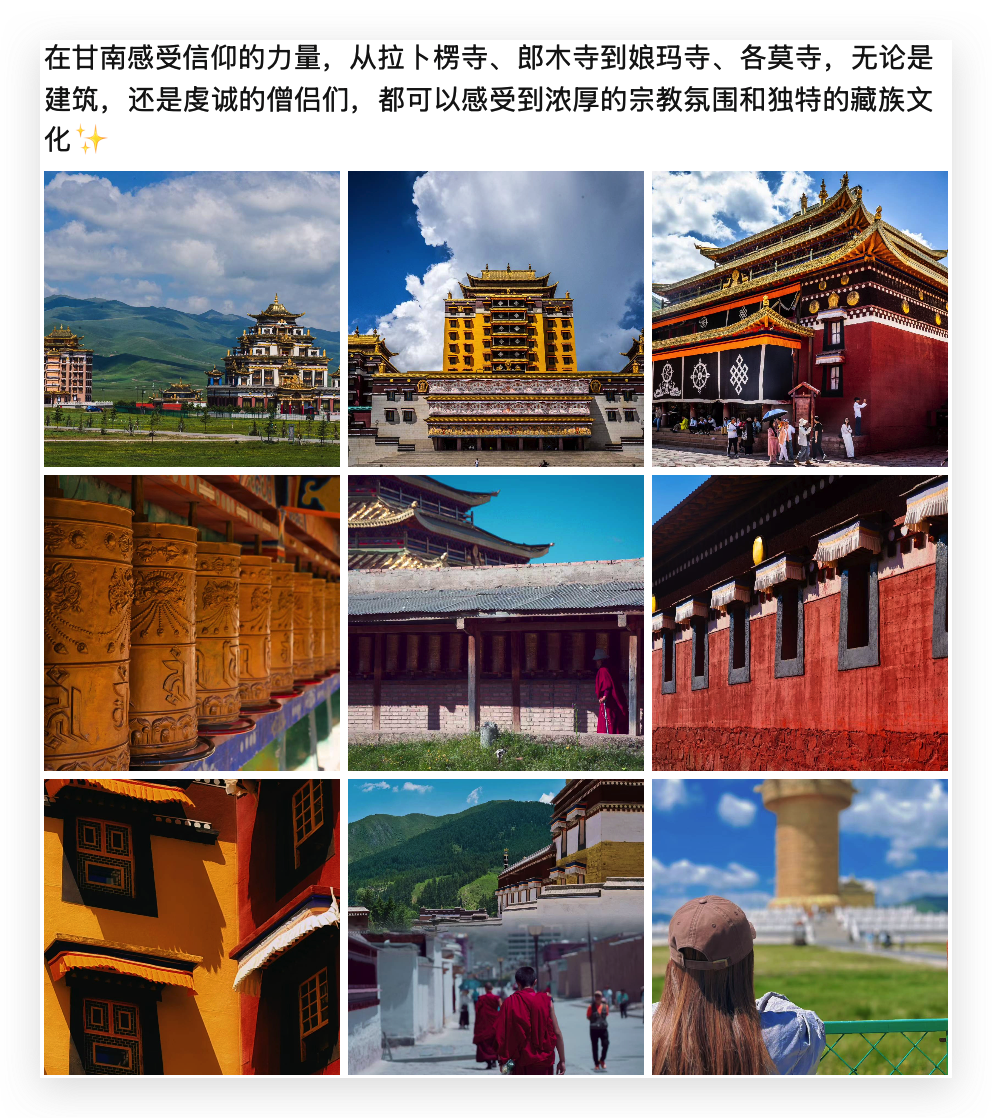 在甘南感受信仰的力量，从拉卜楞寺、郎木寺到娘玛寺、各莫寺，无论是
建筑，还是虔诚的僧侣们，都可以感受到浓厚的宗教氛围和独特的藏族文
化✨